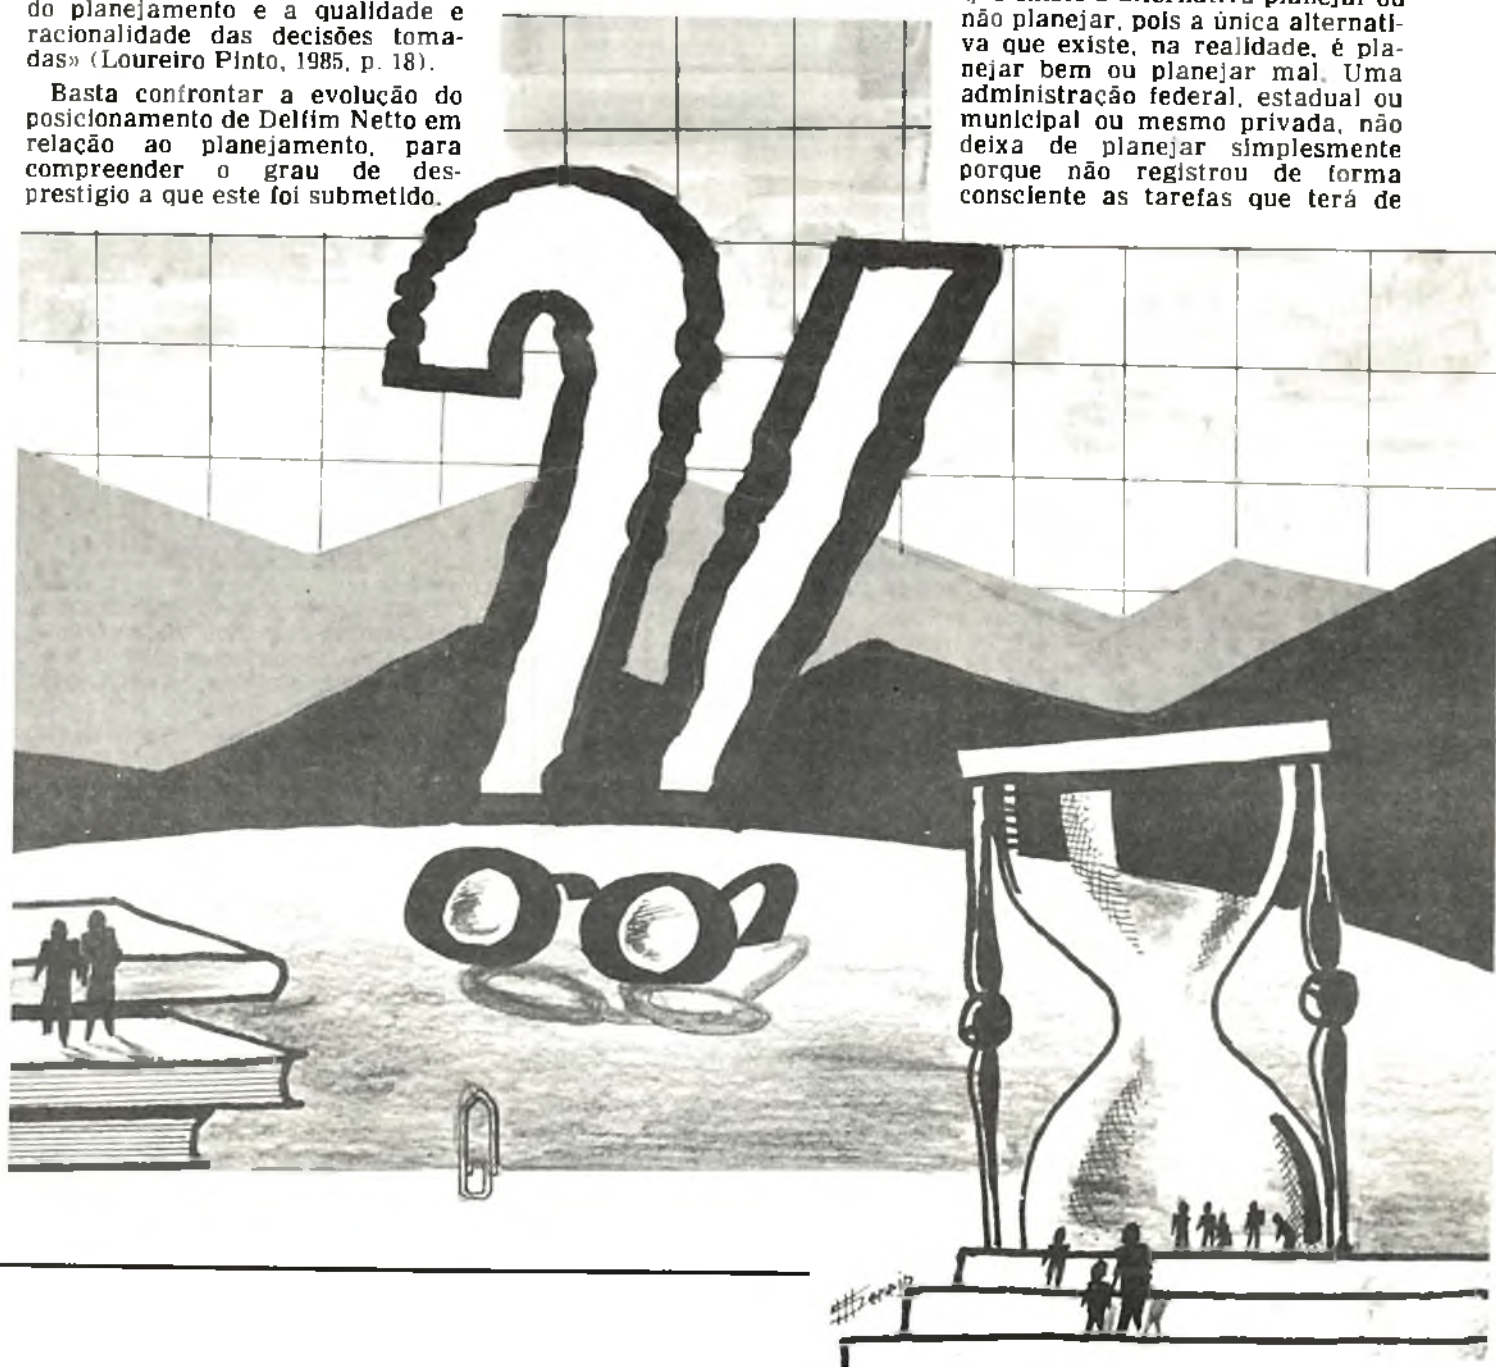 do planejamento e a qualidade e
racionalidade das decisões toma-
das» (Loureiro Pinto, 1985, p. 18).
Basta confrontar a evolução do
posicionamento de Delfim Netto em
relação ao planejamento, para
compreender o grau de des-
prestigio a que este foi submetido.
não planejar, pois a única alternati-
va que existe, na realidade, é pla-
nejar bem ou planejar mal. Uma
administração federal, estadual ou
municipal ou mesmo privada, não
deixa de planejar simplesmente
porque não registrou de forma
consciente as tarefas que terá de